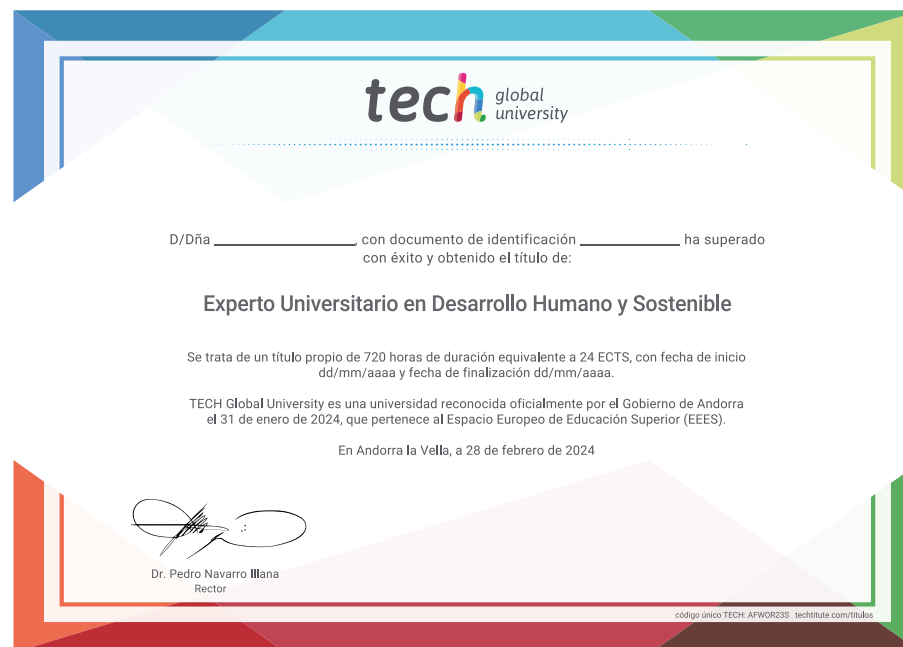 tech global university
D/Dña ______________, con documento de identificación __________ ha superado
con éxito y obtenido el título de:
Experto Universitario en Desarrollo Humano y Sostenible
Se trata de un título propio de 720 horas de duración equivalente a 24 ECTS, con fecha de inicio
dd/mm/aaaa y fecha de finalización dd/mm/aaaa.
TECH Global University es una universidad reconocida oficialmente por el Gobierno de Andorra
el 31 de enero de 2024, que pertenece al Espacio Europeo de Educación Superior (EEES).
En Andorra la Vella, a 28 de febrero de 2024
Dr. Pedro Navarro Illana
Rector
código único TECH: AFWOR23S techtitute.com/titulos